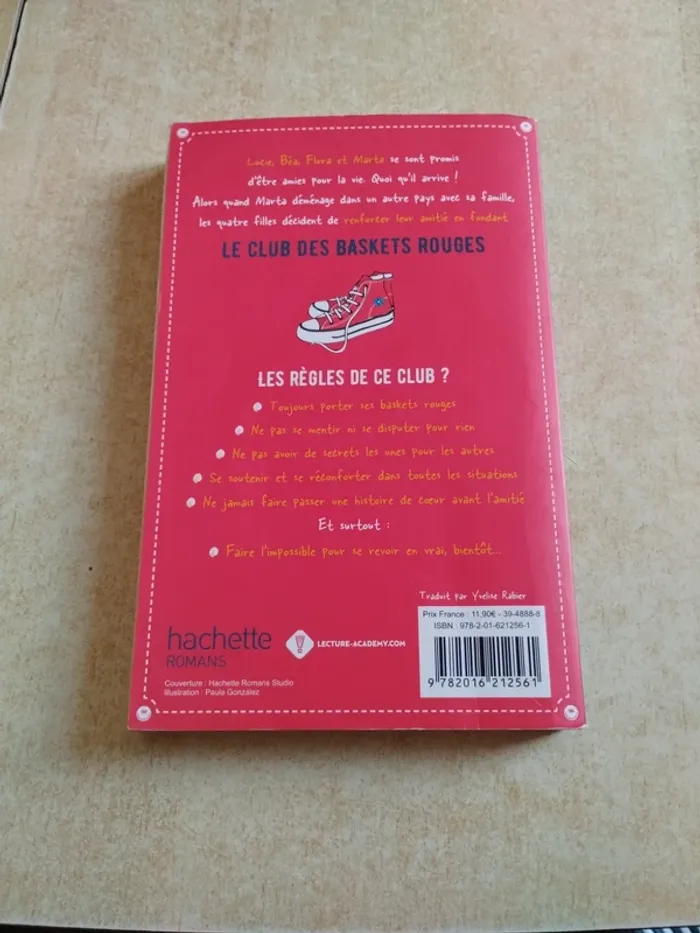 Lucie, Béa, Flora et Marta se sont promis
d'être amies pour la vie. Quoi qu'il arrive !
Alors quand Marta déménage dans un autre pays avec sa famille,
les quatre filles décident de renforcer leur amitié en fondant
LE CLUB DES BASKETS ROUGES
LES RÈGLES DE CE CLUB ?
Toujours porter ses baskets rouges
Ne pas se mentir ni se disputer pour rien
Ne pas avoir de secrets les unes pour les autres
Se soutenir et se réconforter dans toutes les situations
Ne jamais faire passer une histoire de cœur avant l'amitié
Et surtout :
Faire l'impossible pour se revoir en vrai, bientôt...
Traduit par Yvelise Rabier
Prix France : 11,90€ - 39-4888-8
ISBN : 978-2-01-621256-1
9 782016 212561
hachette
ROMANS
LECTURE-ACADEMY.COM
Couverture : Hachette Romans Studio
Illustration : Paula González